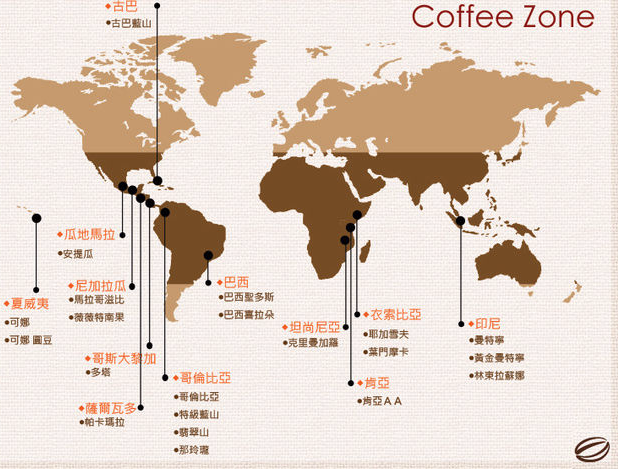 Coffee Zone
古巴
古巴藍山
瓜地馬拉
安提瓜
尼加拉瓜
馬拉哥滋比
薇薇特南果
夏威夷
可娜
可娜 圓豆
哥斯大黎加
多塔
薩爾瓦多
帕卡瑪拉
哥倫比亞
哥倫比亞
特級藍山
翡翠山
那玲瓏
巴西
巴西聖多斯
巴西喜拉朵
坦尚尼亞
克里曼加羅
衣索比亞
耶加雪夫
葉門摩卡
肯亞
肯亞AA
印尼
曼特寧
黃金曼特寧
林東拉蘇娜